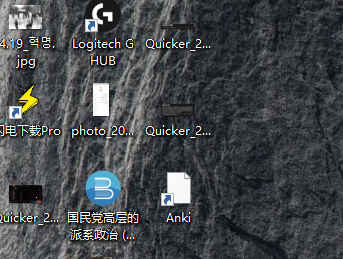 4.19_혁명.
jpg
Logitech G
HUB
Quicker_2...
闪电下载Pro
photo_20...
Quicker_2...
Quicker_2...
国民党高层的
派系政治 (...
Anki